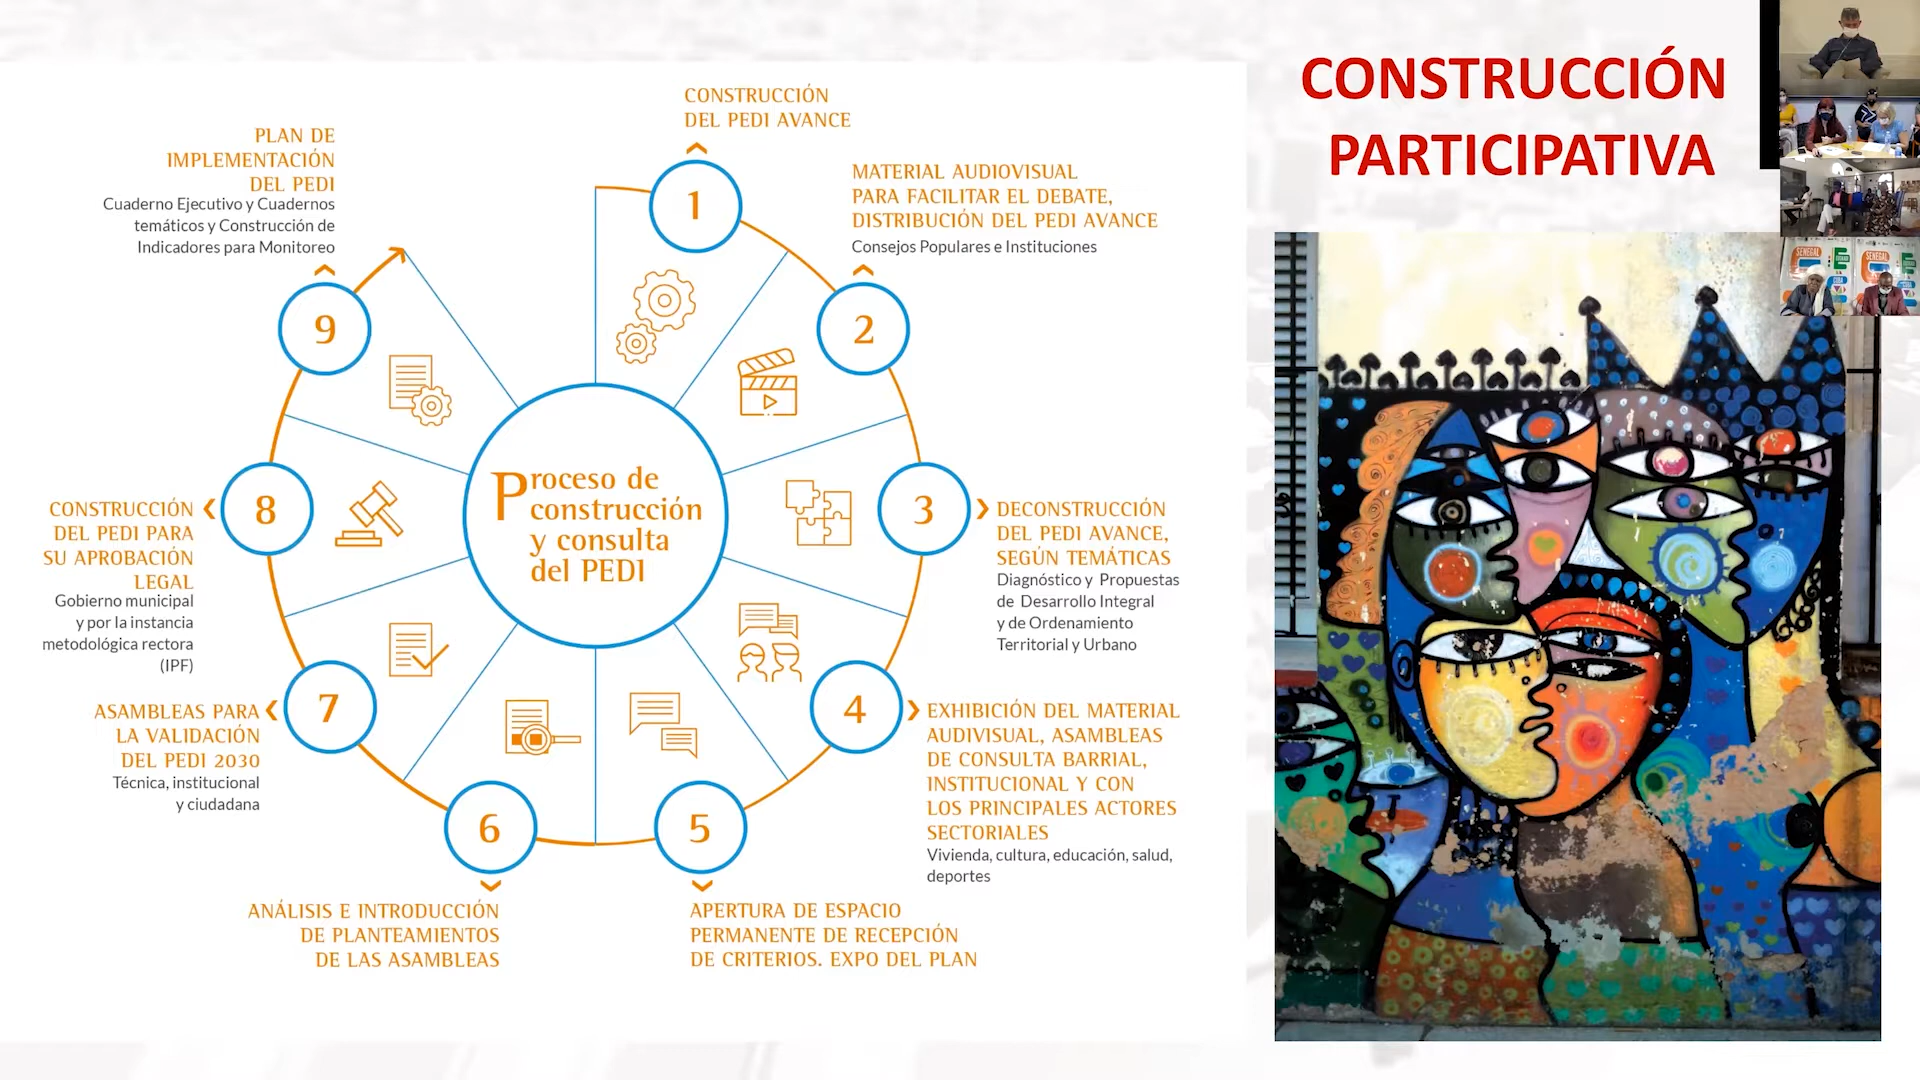 CONSTRUCCIÓN
PARTICIPATIVA
Proceso de
construcción
y consulta
del PEDI
1
CONSTRUCCIÓN
DEL PEDI AVANCE
2
MATERIAL AUDIOVISUAL
PARA FACILITAR EL DEBATE,
DISTRIBUCIÓN DEL PEDI AVANCE
Consejos Populares e Instituciones
3
DECONSTRUCCIÓN
DEL PEDI AVANCE,
SEGÚN TEMÁTICAS
Diagnóstico y Propuestas
de Desarrollo Integral
y de Ordenamiento
Territorial y Urbano
4
EXHIBICIÓN DEL MATERIAL
AUDIVISUAL, ASAMBLEAS
DE CONSULTA BARRIAL,
INSTITUCIONAL Y CON
LOS PRINCIPALES ACTORES
SECTORIALES
Vivienda, cultura, educación, salud,
deportes
5
APERTURA DE ESPACIO
PERMANENTE DE RECEPCIÓN
DE CRITERIOS. EXPO DEL PLAN
6
ANÁLISIS E INTRODUCCIÓN
DE PLANTEAMIENTOS
DE LAS ASAMBLEAS
7
ASAMBLEAS PARA
LA VALIDACIÓN
DEL PEDI 2030
Técnica, institucional
y ciudadana
8
CONSTRUCCIÓN
DEL PEDI PARA
SU APROBACIÓN
LEGAL
Gobierno municipal
y por la instancia
metodológica rectora
(IPF)
9
PLAN DE
IMPLEMENTACIÓN
DEL PEDI
Cuaderno Ejecutivo y Cuadernos
temáticos y Construcción de
Indicadores para Monitoreo
SENEGAL
SENEGAL
CUBA